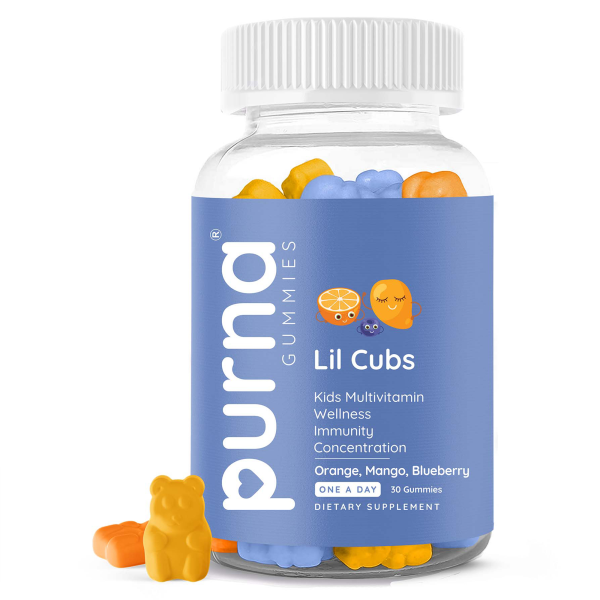 purna®
GUMMIES
Lil Cubs
Kids Multivitamin
Wellness
Immunity
Concentration
Orange, Mango, Blueberry
ONE A DAY 30 Gummies
DIETARY SUPPLEMENT